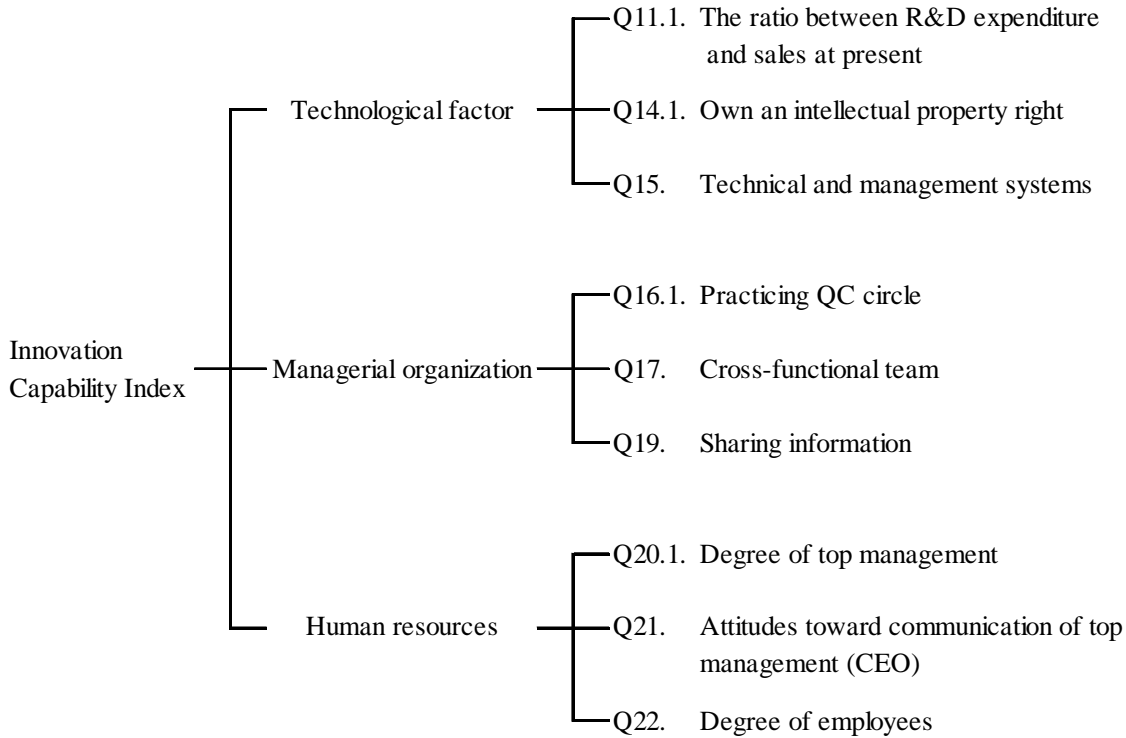 Q11.1. The ratio between R&D expenditure
and sales at present
Technological factor
Q14.1. Own an intellectual property right
Q15. Technical and management systems
Q16.1. Practicing QC circle
Innovation
Capability Index
Managerial organization
Q17. Cross-functional team
Q19. Sharing information
Q20.1. Degree of top management
Human resources
Q21. Attitudes toward communication of top
management (CEO)
Q22. Degree of employees